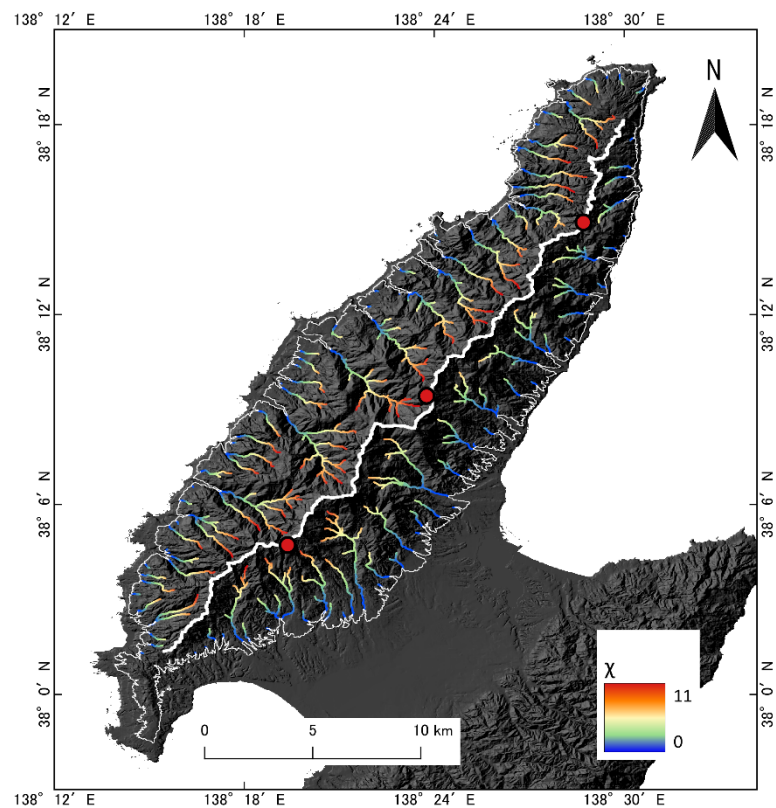 138° 12′ E 138° 18′ E 138° 24′ E 138° 30′ E
N
38° 18′ N 38° 18′ N
38° 12′ N 38° 12′ N
38° 6′ N 38° 6′ N
χ
11
38° 0′ N 38° 0′ N
0 5 10 km
0
138° 12′ E 138° 18′ E 138° 24′ E 138° 30′ E